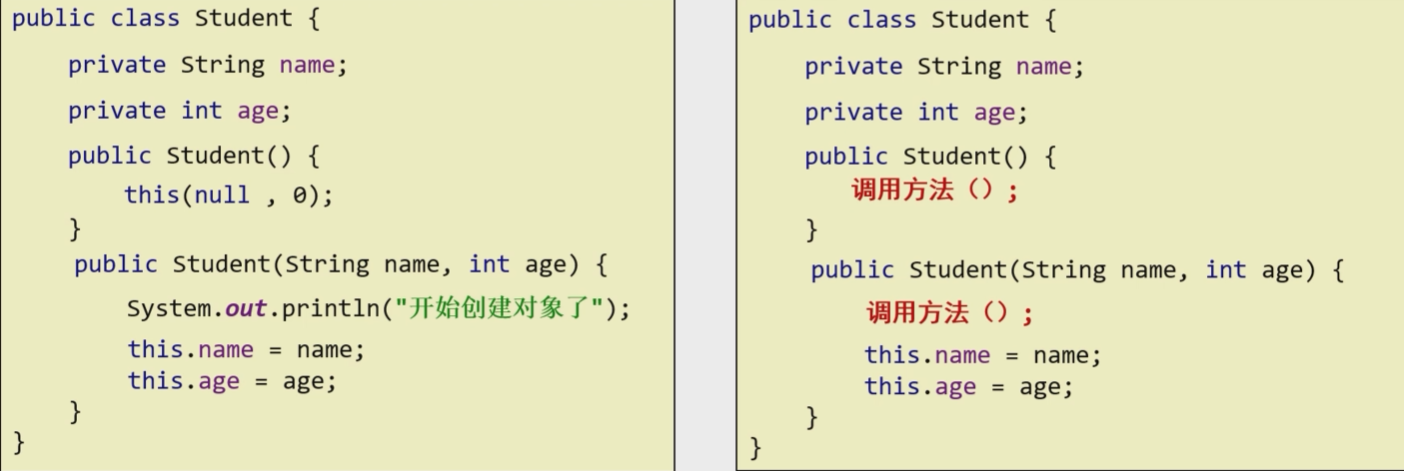 public class Student {
private String name;
private int age;
public Student() {
this(null , 0);
}
public Student(String name, int age) {
System.out.println("开始创建对象了");
this.name = name;
this.age = age;
}
}
public class Student {
private String name;
private int age;
public Student() {
调用方法（）;
}
public Student(String name, int age) {
调用方法（）;
this.name = name;
this.age = age;
}
}